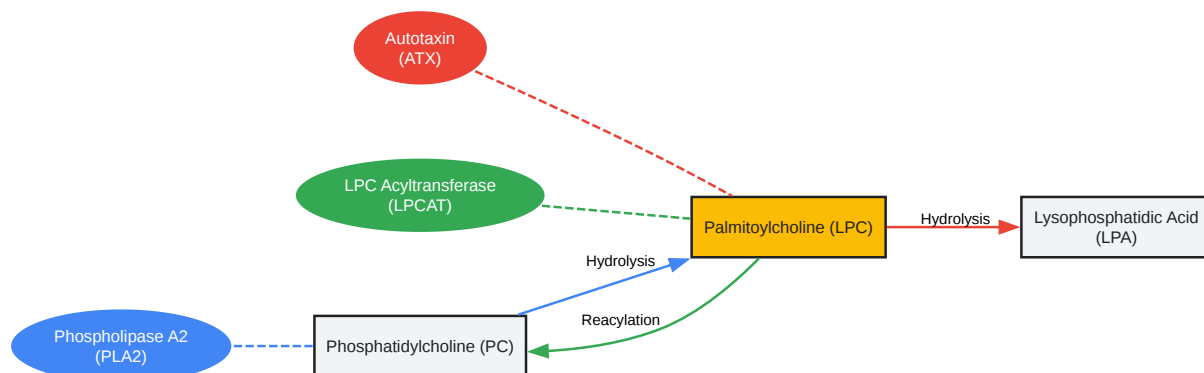 Autotaxin
(ATX)
LPC Acyltransferase
(LPCAT)
Palmitoylcholine (LPC)
Hydrolysis
Lysophosphatidic Acid
(LPA)
Hydrolysis
Reacylation
Phospholipase A2
(PLA2)
Phosphatidylcholine (PC)